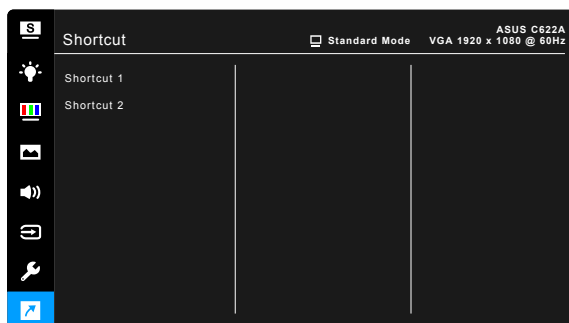 S
ASUS C622A
Shortcut
Standard Mode
VGA 1920 x 1080 @ 60Hz
Shortcut 1
Shortcut 2